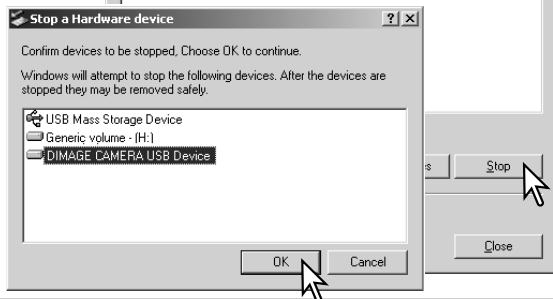 Stop a Hardware device
Confirm devices to be stopped, Choose OK to continue.
Windows will attempt to stop the following devices. After the devices are
stopped they may be removed safely.
USB Mass Storage Device
Generic volume - (H:)
DIMAGE CAMERA USB Device
OK
Cancel
s
Stop
Close